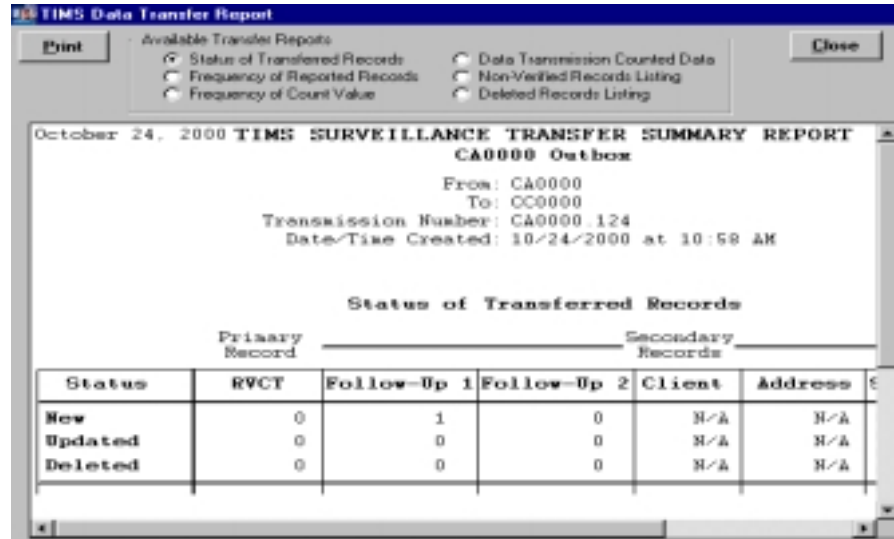 TIMS Data Transfer Report
Print
Available Transfer Reports
Close
Status of Transferred Records
Data Transmission Counted Data
Frequency of Reported Records
Non-Verified Records Listing
Frequency of Count Value
Deleted Records Listing
October 24, 2000 TIMS SURVEILLANCE TRANSFER SUMMARY REPORT
CA0000 Outbox
From: CA0000
To: CC0000
Transmission Number: CA0000.124
Date/Time Created: 10/24/2000 at 10:58 AM
Status of Transferred Records
Primary Record
Secondary Records
Status RVCT Follow-Up 1 Follow-Up 2 Client Address S
New 0 1 0 N/A N/A
Updated 0 0 0 N/A N/A
Deleted 0 0 0 N/A N/A